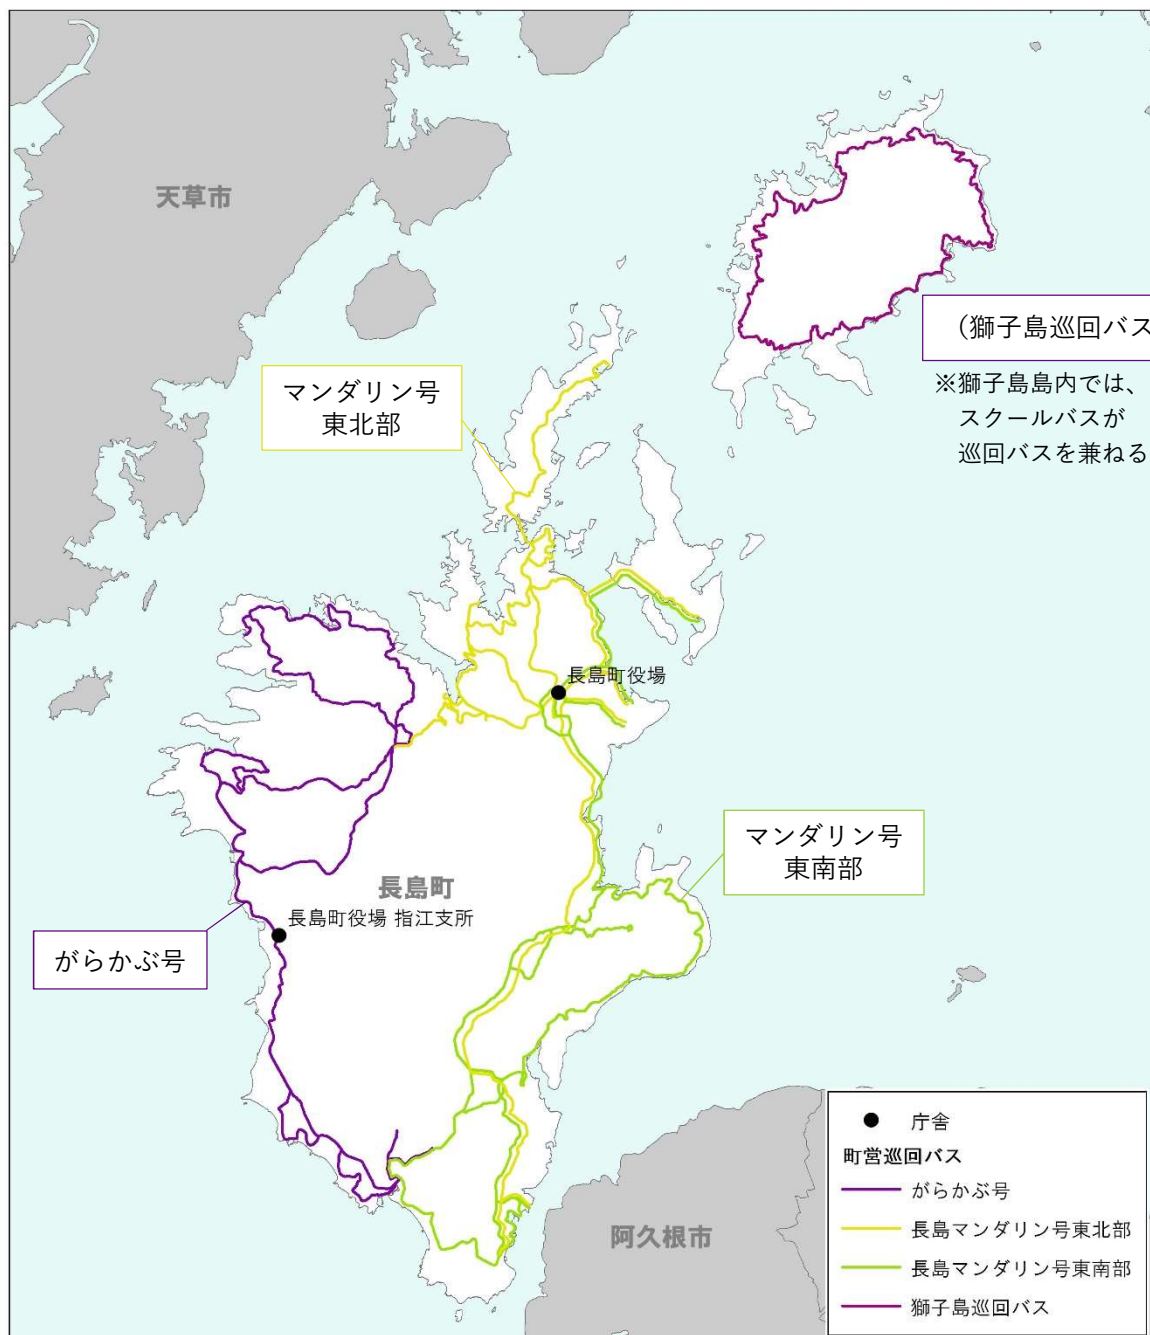 天草市
(獅子島巡回バス
※獅子島島内では、
スクールバスが
巡回バスを兼ねる
マンダリン号
東北部
長島町役場
マンダリン号
東南部
長島町
長島町役場 指江支所
がらかぶ号
阿久根市
庁舎
町営巡回バス
がらかぶ号
長島マンダリン号東北部
長島マンダリン号東南部
獅子島巡回バス